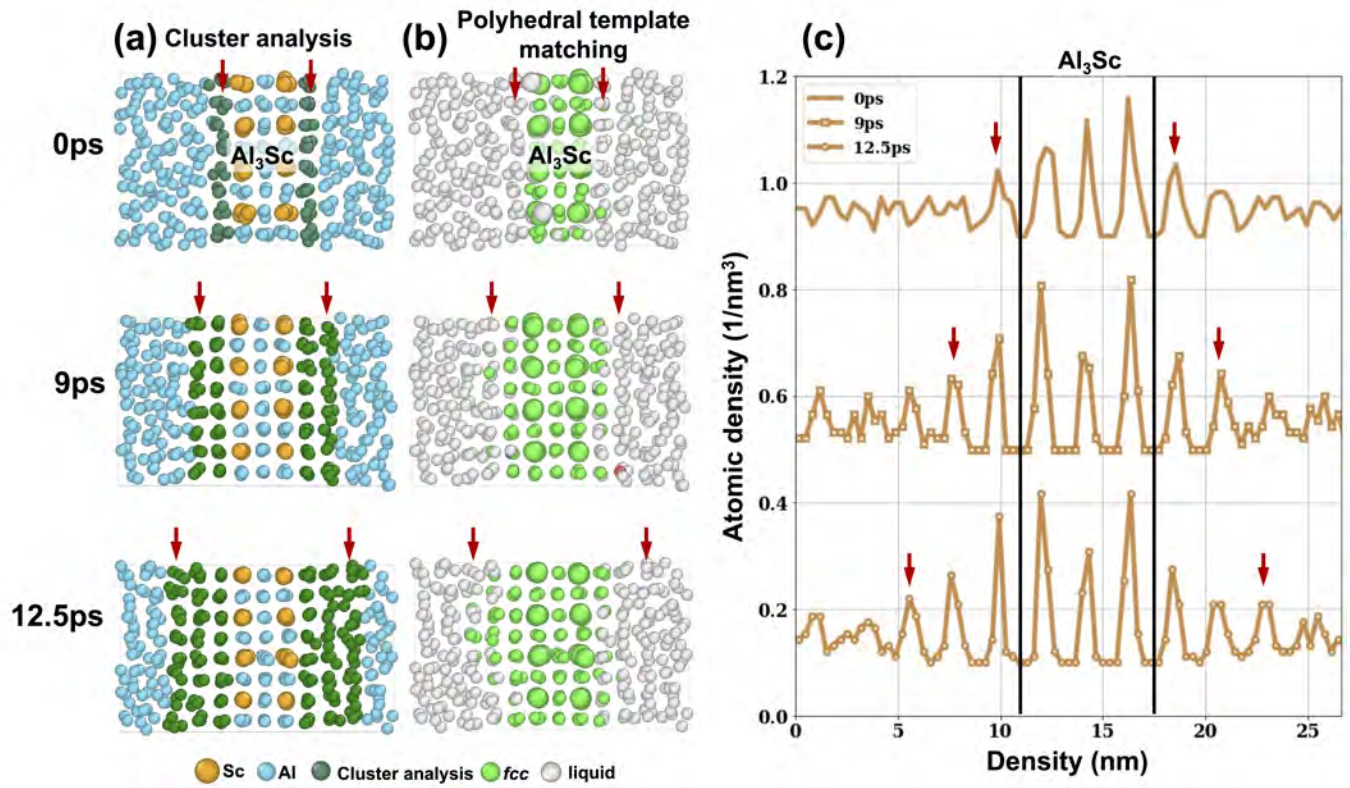 (a) Cluster analysis
(b) Polyhedral template
matching
(c)
Al₃Sc
0ps
Al₃Sc
Al₃Sc
9ps
12.5ps
Sc
Al
Cluster analysis
fcc
liquid
0ps
9ps
12.5ps
1.2
1.0
0.8
0.6
0.4
0.2
0.0
Atomic density (1/nm³)
0
5
10
15
20
25
Density (nm)